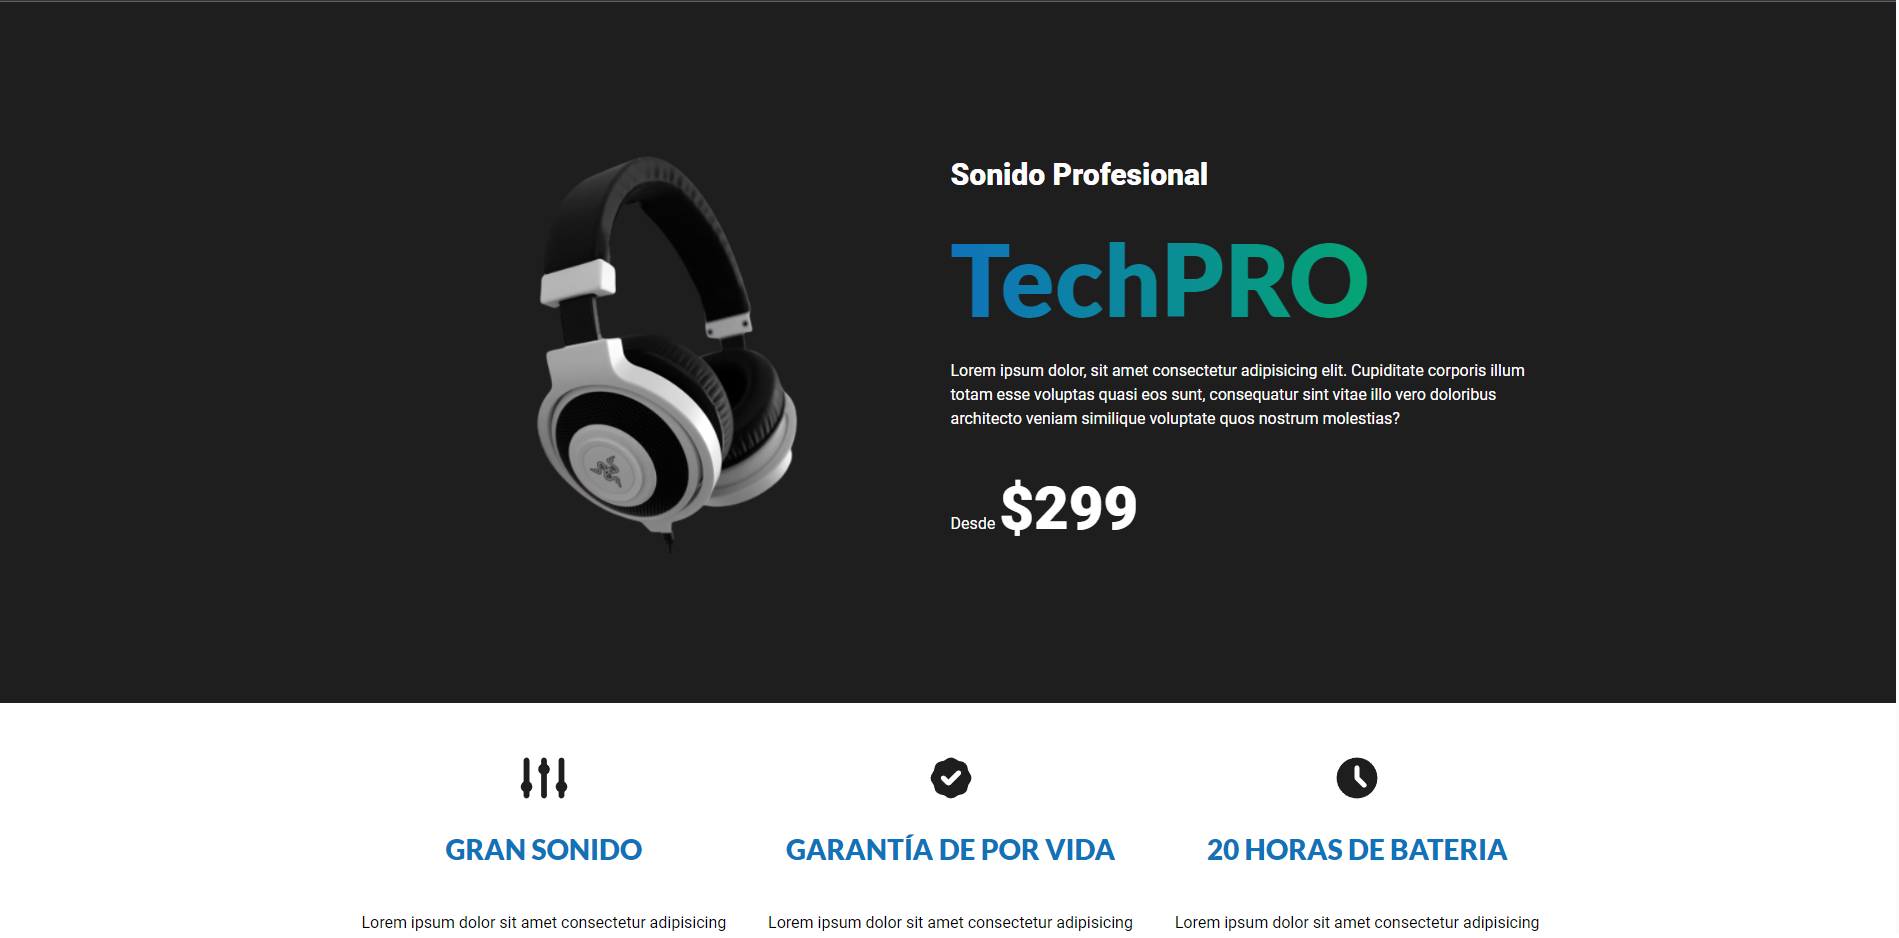 Sonido Profesional
TechPRO
Lorem ipsum dolor, sit amet consectetur adipisicing elit. Cupiditate corporis illum
totam esse voluptas quasi eos sunt, consequatur sint vitae illo vero doloribus
architecto veniam similique voluptate quos nostrum molestias?
Desde $299
GRAN SONIDO
Lorem ipsum dolor sit amet consectetur adipisicing
GARANTÍA DE POR VIDA
Lorem ipsum dolor sit amet consectetur adipisicing
20 HORAS DE BATERIA
Lorem ipsum dolor sit amet consectetur adipisicing